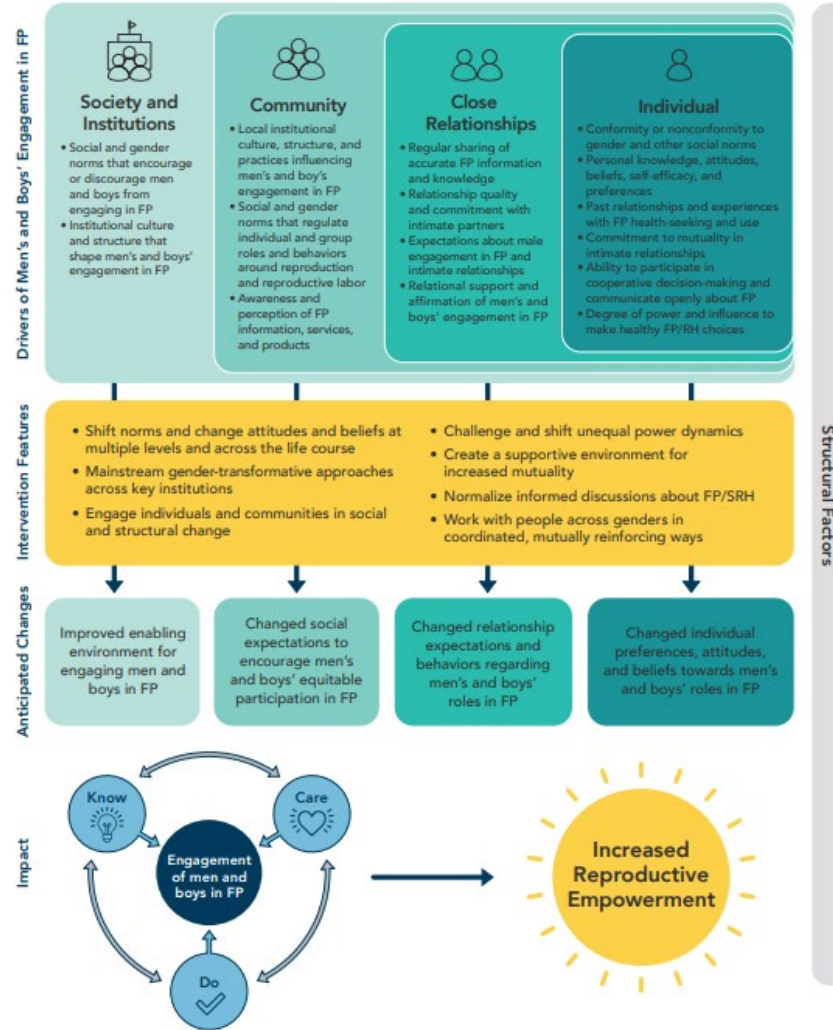 Drivers of Men's and Boys' Engagement in FP
Society and
Institutions
• Social and gender
norms that encourage
or discourage men
and boys from
engaging in FP
• Institutional culture
and structure that
shape men's and boys'
engagement in FP
Community
• Local institutional
culture, structure, and
practices influencing
men's and boy's
engagement in FP
• Social and gender
norms that regulate
individual and group
roles and behaviors
around reproduction
and reproductive labor
• Awareness and
perception of FP
information, services,
and products
Close
Relationships
• Regular sharing of
accurate FP information
and knowledge
• Relationship quality
and commitment with
intimate partners
• Expectations about male
engagement in FP and
intimate relationships
• Relational support and
affirmation of men's and
boys' engagement in FP
Individual
• Conformity or nonconformity to
gender and other social norms
• Personal knowledge, attitudes,
beliefs, self-efficacy, and
preferences
• Past relationships and experiences
with FP health-seeking and use
• Commitment to mutuality in
intimate relationships
• Ability to participate in
cooperative decision-making and
communicate openly about FP
• Degree of power and influence to
make healthy FP/RH choices
Intervention Features
• Shift norms and change attitudes and beliefs at
multiple levels and across the life course
• Mainstream gender-transformative approaches
across key institutions
• Engage individuals and communities in social
and structural change
• Challenge and shift unequal power dynamics
• Create a supportive environment for
increased mutuality
• Normalize informed discussions about FP/SRH
• Work with people across genders in
coordinated, mutually reinforcing ways
Anticipated Changes
Improved enabling
environment for
engaging men and
boys in FP
Changed social
expectations to
encourage men's
and boys' equitable
participation in FP
Changed relationship
expectations and
behaviors regarding
men's and boys'
roles in FP
Changed individual
preferences, attitudes,
and beliefs towards men's
and boys' roles in FP
Impact
Know
Care
Engagement
of men and
boys in FP
Do
Increased
Reproductive
Empowerment
Structural Factors